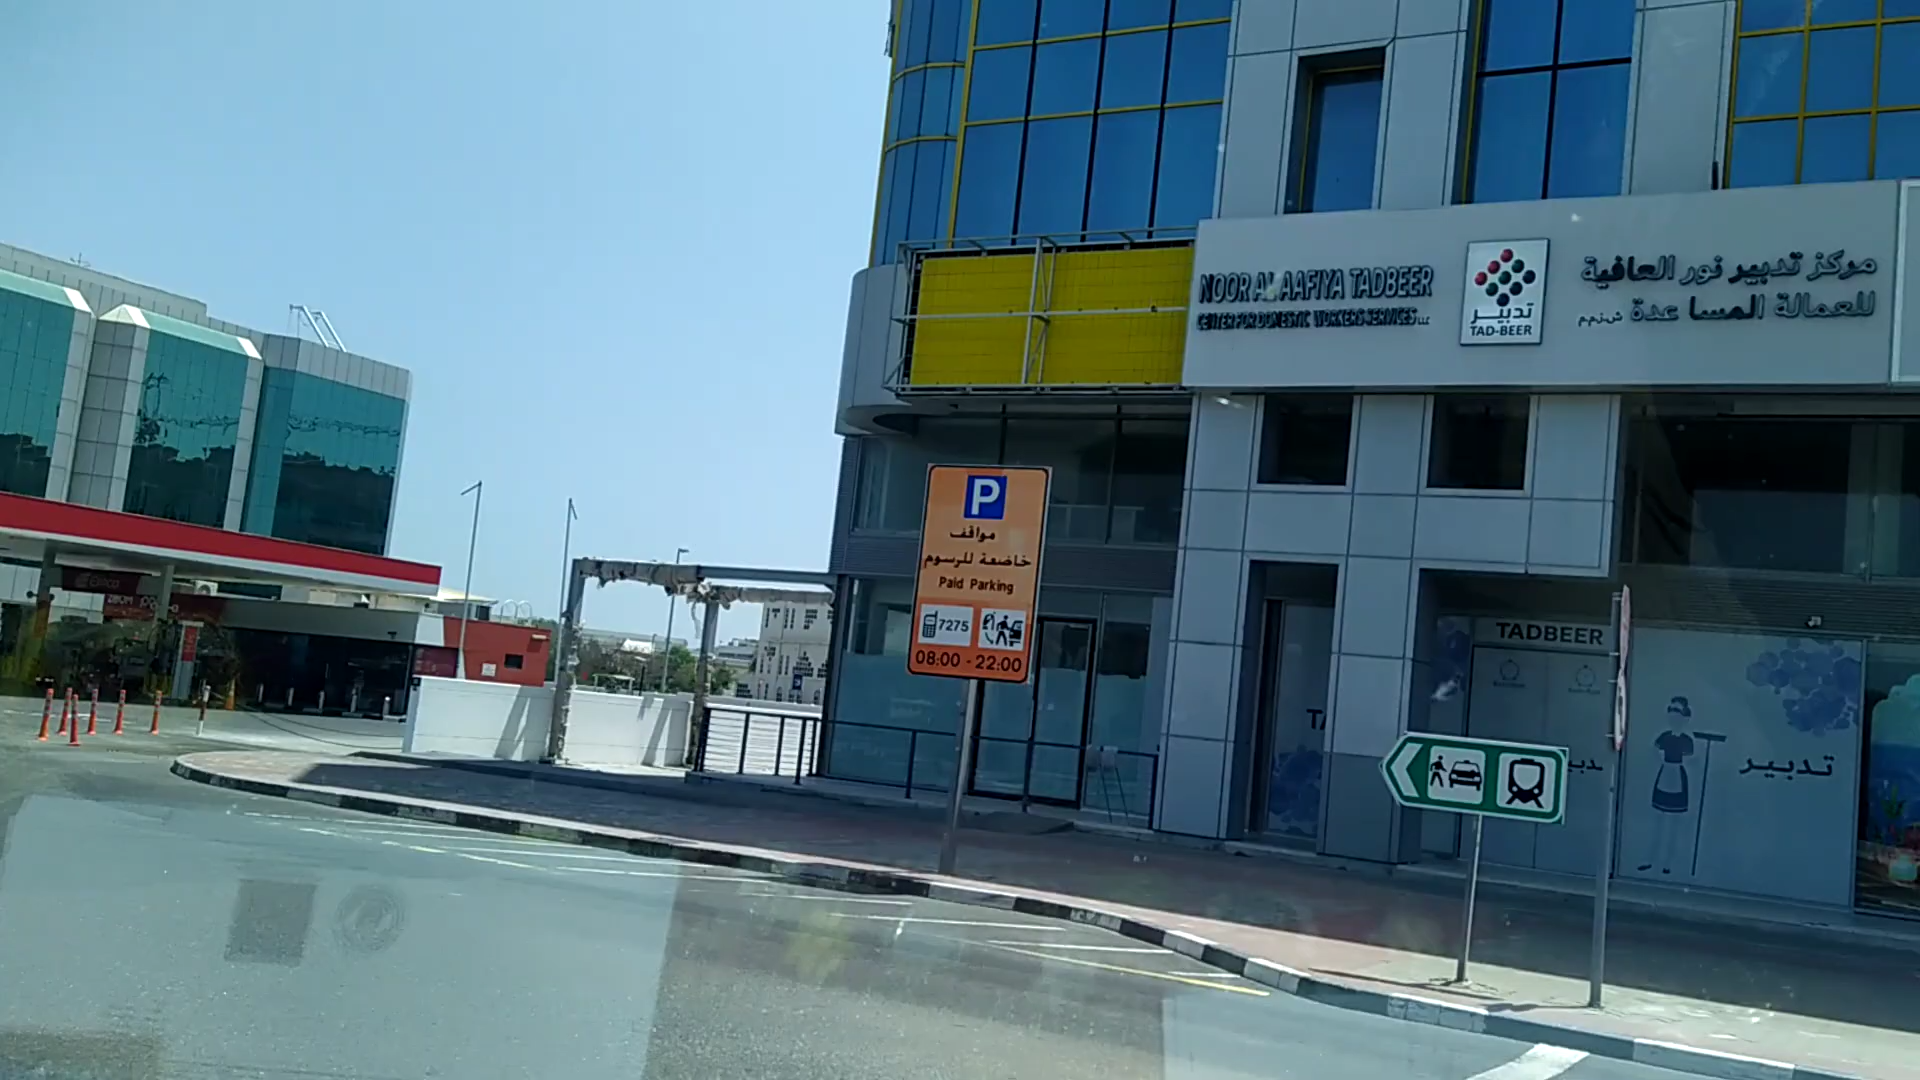 NOOR AL AAFIYA TADBEER
CENTER FOR DOMESTIC WORKERS SERVICES LLC
تدبير
TAD-BEER
مركز تدبير نور العافية
للعمالة المساعدة ش.ذ.م.م
P
مواقف
خاضعة للرسوم
Paid Parking
7275
08:00 - 22:00
TADBEER
تدبير